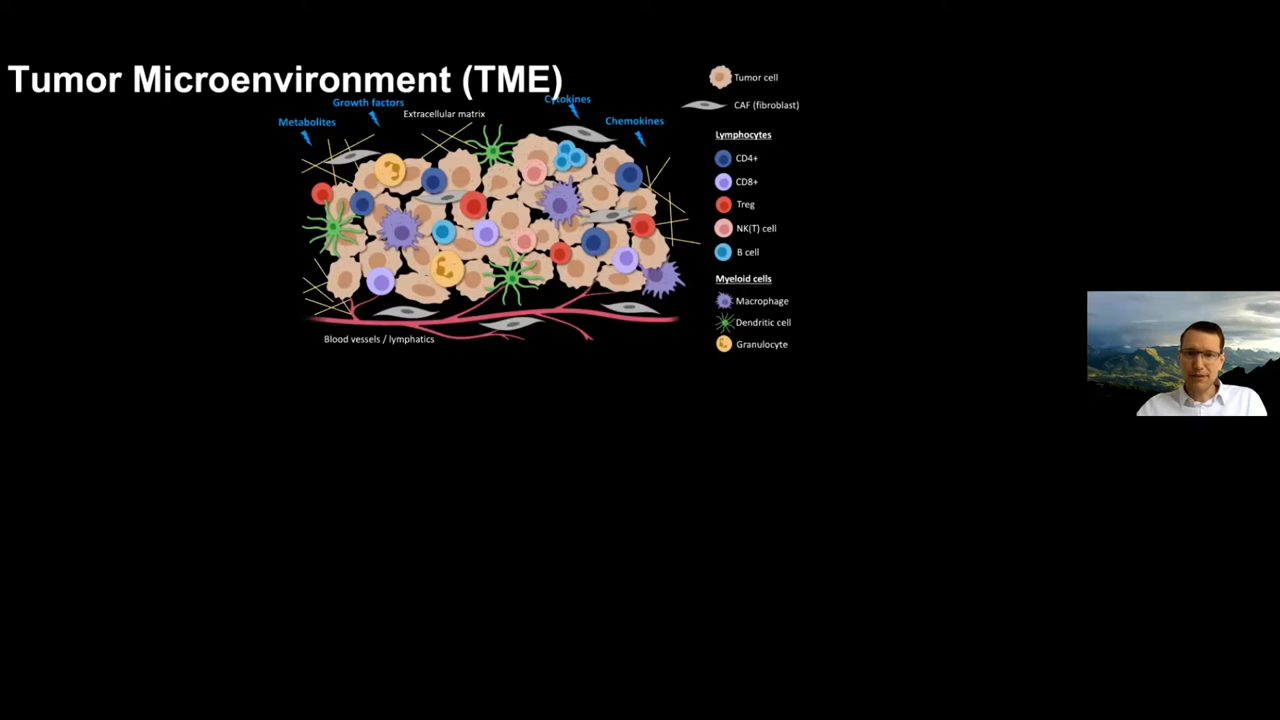 Tumor Microenvironment (TME)
Metabolites
Growth factors
Extracellular matrix
Cytokines
Chemokines
Blood vessels / lymphatics
Tumor cell
CAF (fibroblast)
Lymphocytes
CD4+
CD8+
Treg
NK(T) cell
B cell
Myeloid cells
Macrophage
Dendritic cell
Granulocyte